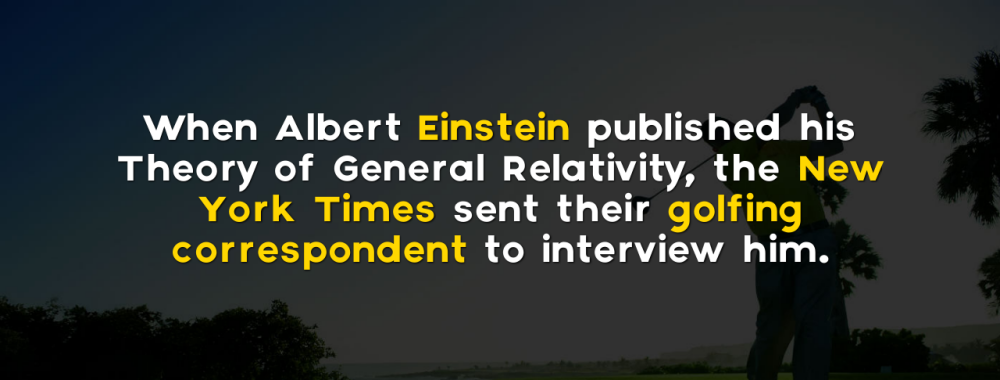 When Albert Einstein published his
Theory of General Relativity, the New
York Times sent their golfing
correspondent to interview him.